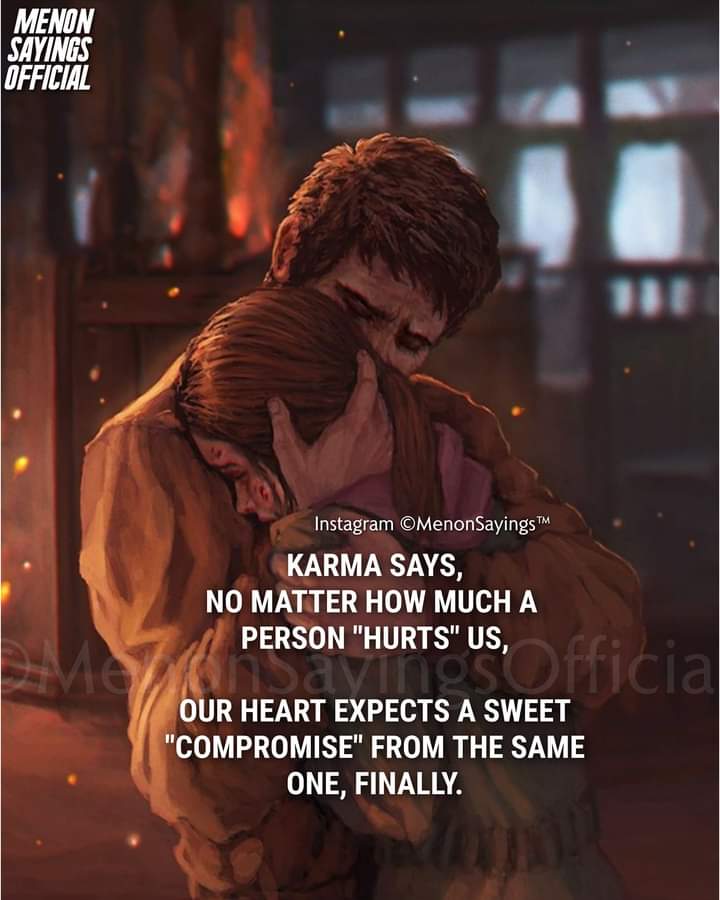 MENON
SAYINGS
OFFICIAL
Instagram ©MenonSayings™
KARMA SAYS,
NO MATTER HOW MUCH A
PERSON "HURTS" US,
©MenonSayingsOfficia
OUR HEART EXPECTS A SWEET
"COMPROMISE" FROM THE SAME
ONE, FINALLY.